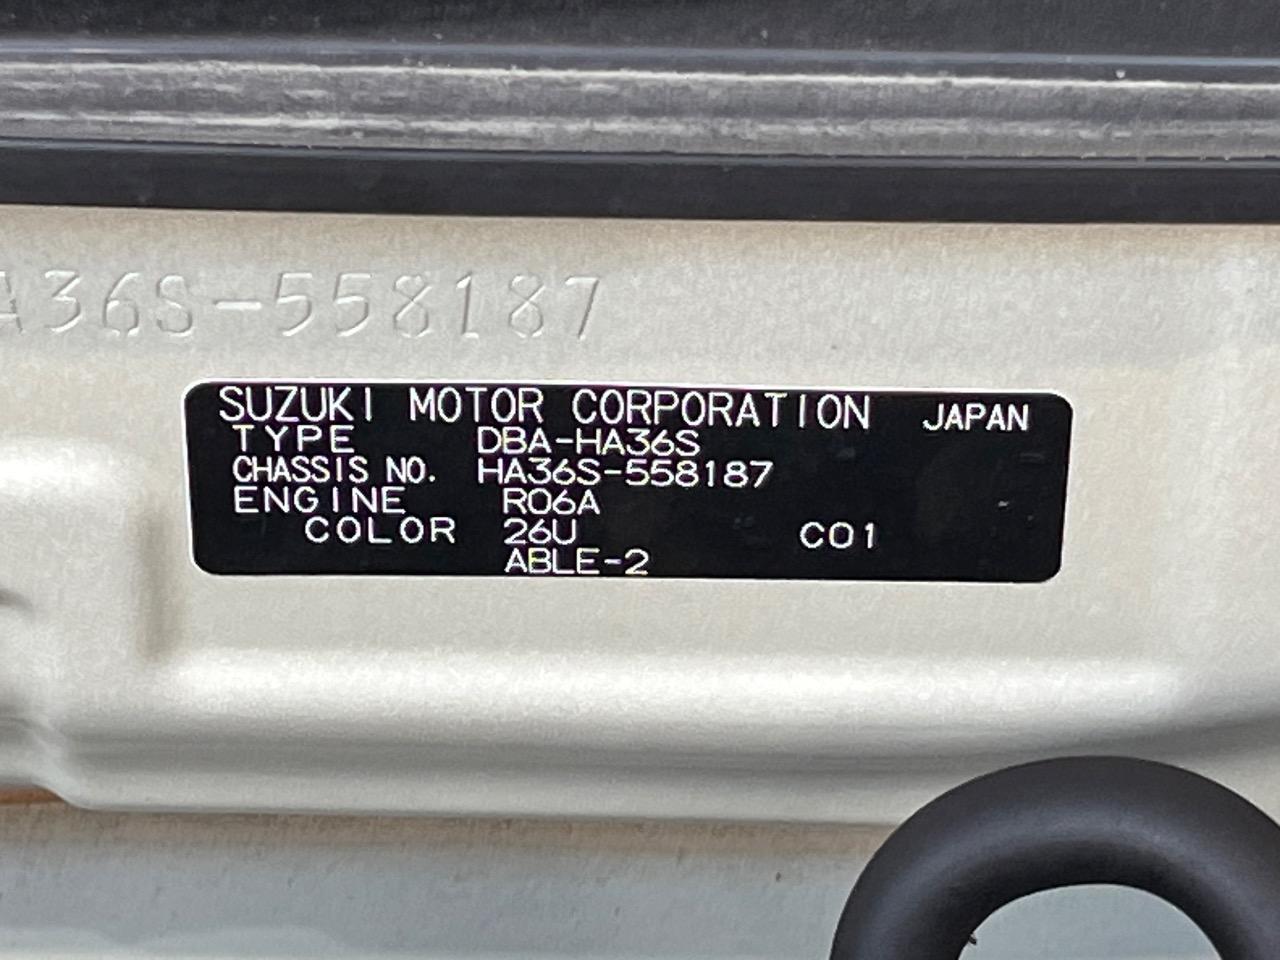 A36S-558187
SUZUKI MOTOR CORPORATION JAPAN
TYPE DBA-HA36S
CHASSIS NO. HA36S-558187
ENGINE R06A
COLOR 26U C01
ABLE-2